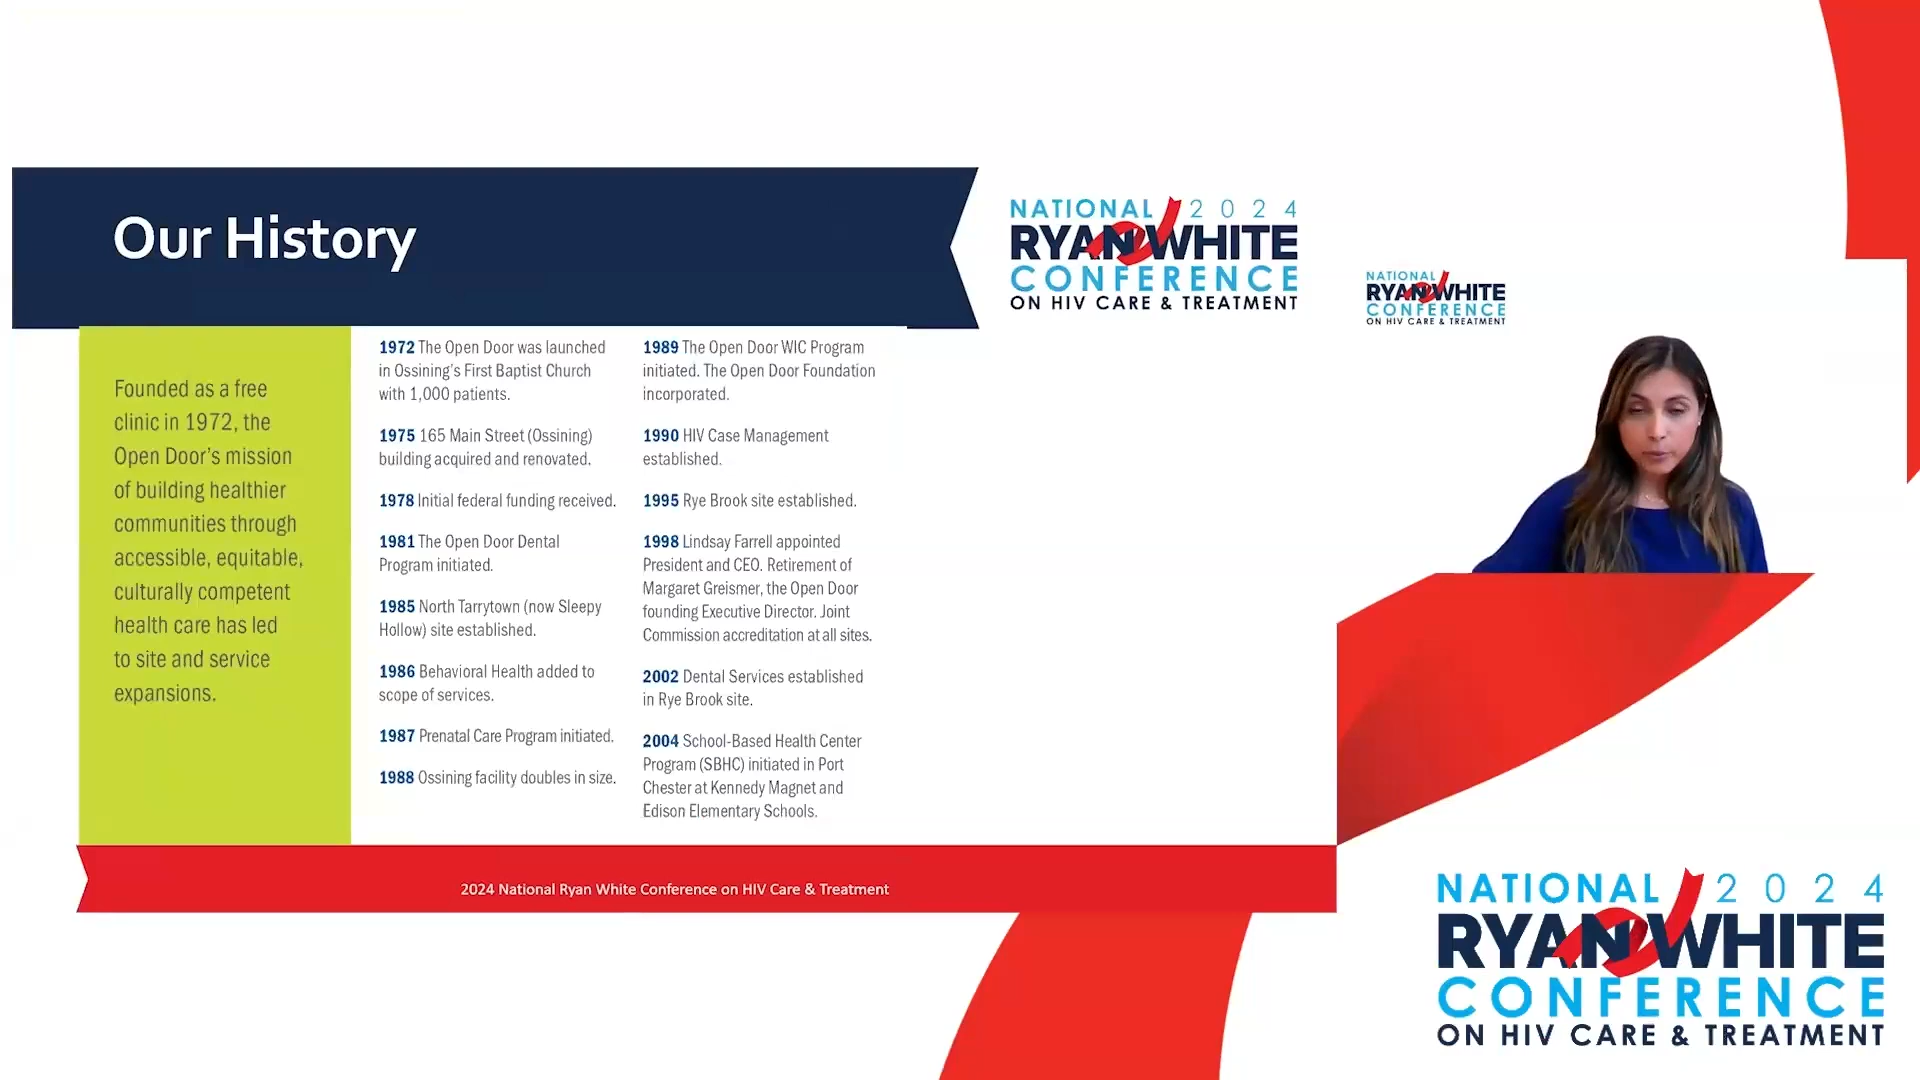 Our History
NATIONAL 2024
RYAN WHITE
CONFERENCE
ON HIV CARE & TREATMENT
NATIONAL
RYAN WHITE
CONFERENCE
ON HIV CARE & TREATMENT
Founded as a free
clinic in 1972, the
Open Door's mission
of building healthier
communities through
accessible, equitable,
culturally competent
health care has led
to site and service
expansions.
1972 The Open Door was launched
in Ossining's First Baptist Church
with 1,000 patients.
1975 165 Main Street (Ossining)
building acquired and renovated.
1978 Initial federal funding received.
1981 The Open Door Dental
Program initiated.
1985 North Tarrytown (now Sleepy
Hollow) site established.
1986 Behavioral Health added to
scope of services.
1987 Prenatal Care Program initiated.
1988 Ossining facility doubles in size.
1989 The Open Door WIC Program
initiated. The Open Door Foundation
incorporated.
1990 HIV Case Management
established.
1995 Rye Brook site established.
1998 Lindsay Farrell appointed
President and CEO. Retirement of
Margaret Greismer, the Open Door
founding Executive Director. Joint
Commission accreditation at all sites.
2002 Dental Services established
in Rye Brook site.
2004 School-Based Health Center
Program (SBHC) initiated in Port
Chester at Kennedy Magnet and
Edison Elementary Schools.
2024 National Ryan White Conference on HIV Care & Treatment
NATIONAL 2024
RYAN WHITE
CONFERENCE
ON HIV CARE & TREATMENT